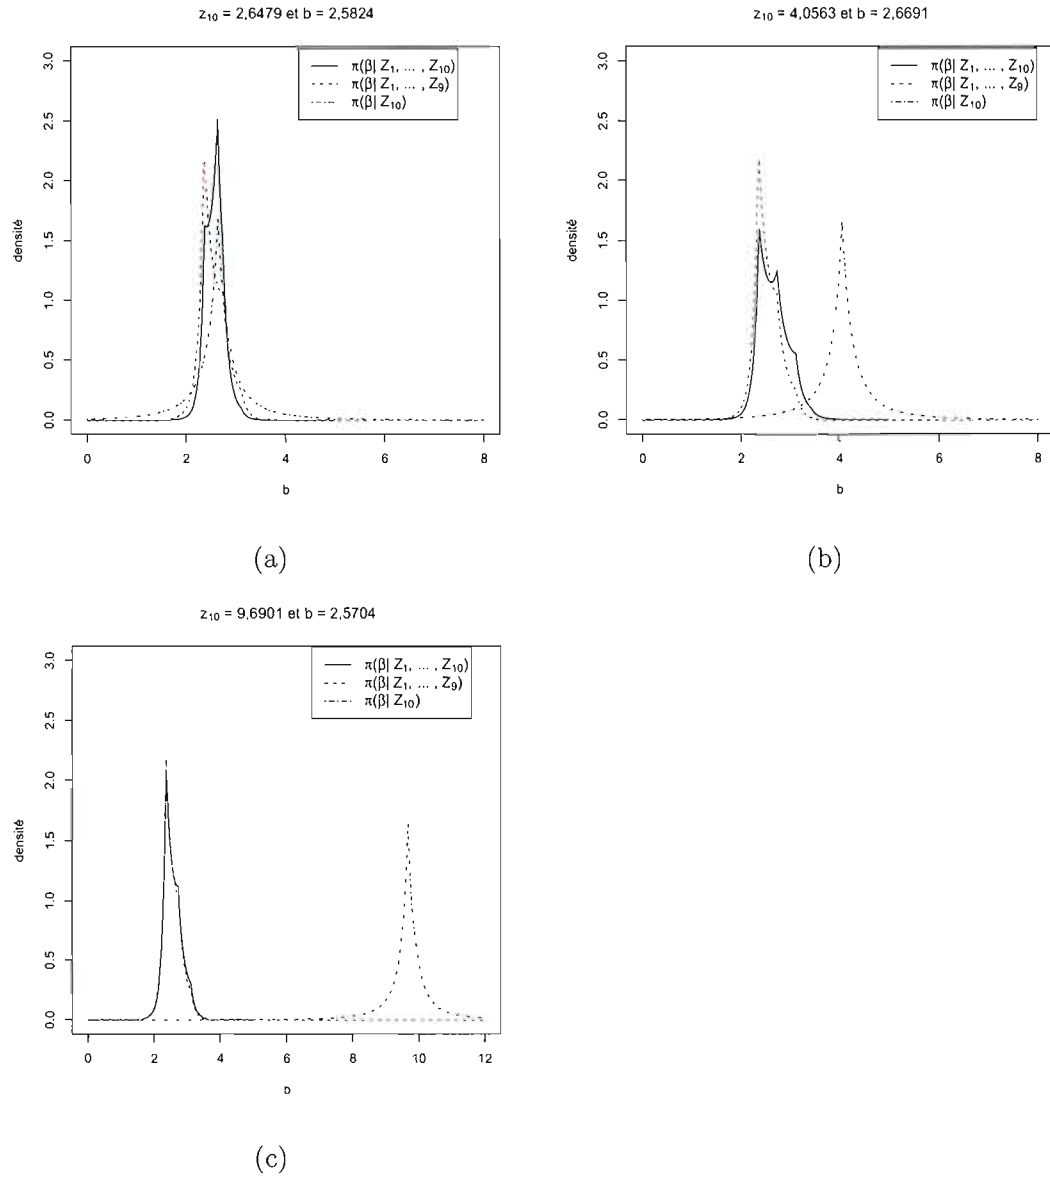 z10 = 2,6479 et b = 2,5824
3.0
2.5
2.0
1.5
1.0
0.5
0.0
densité
π(β| Z1, ... , Z10)
π(β| Z1, ... , Z9)
π(β| Z10)
0 2 4 6 8
b
(a)
z10 = 4,0563 et b = 2,6691
3.0
2.5
2.0
1.5
1.0
0.5
0.0
densité
π(β| Z1, ... , Z10)
π(β| Z1, ... , Z9)
π(β| Z10)
0 2 4 6 8
b
(b)
z10 = 9,6901 et b = 2,5704
3.0
2.5
2.0
1.5
1.0
0.5
0.0
densité
π(β| Z1, ... , Z10)
π(β| Z1, ... , Z9)
π(β| Z10)
0 2 4 6 8 10 12
b
(c)